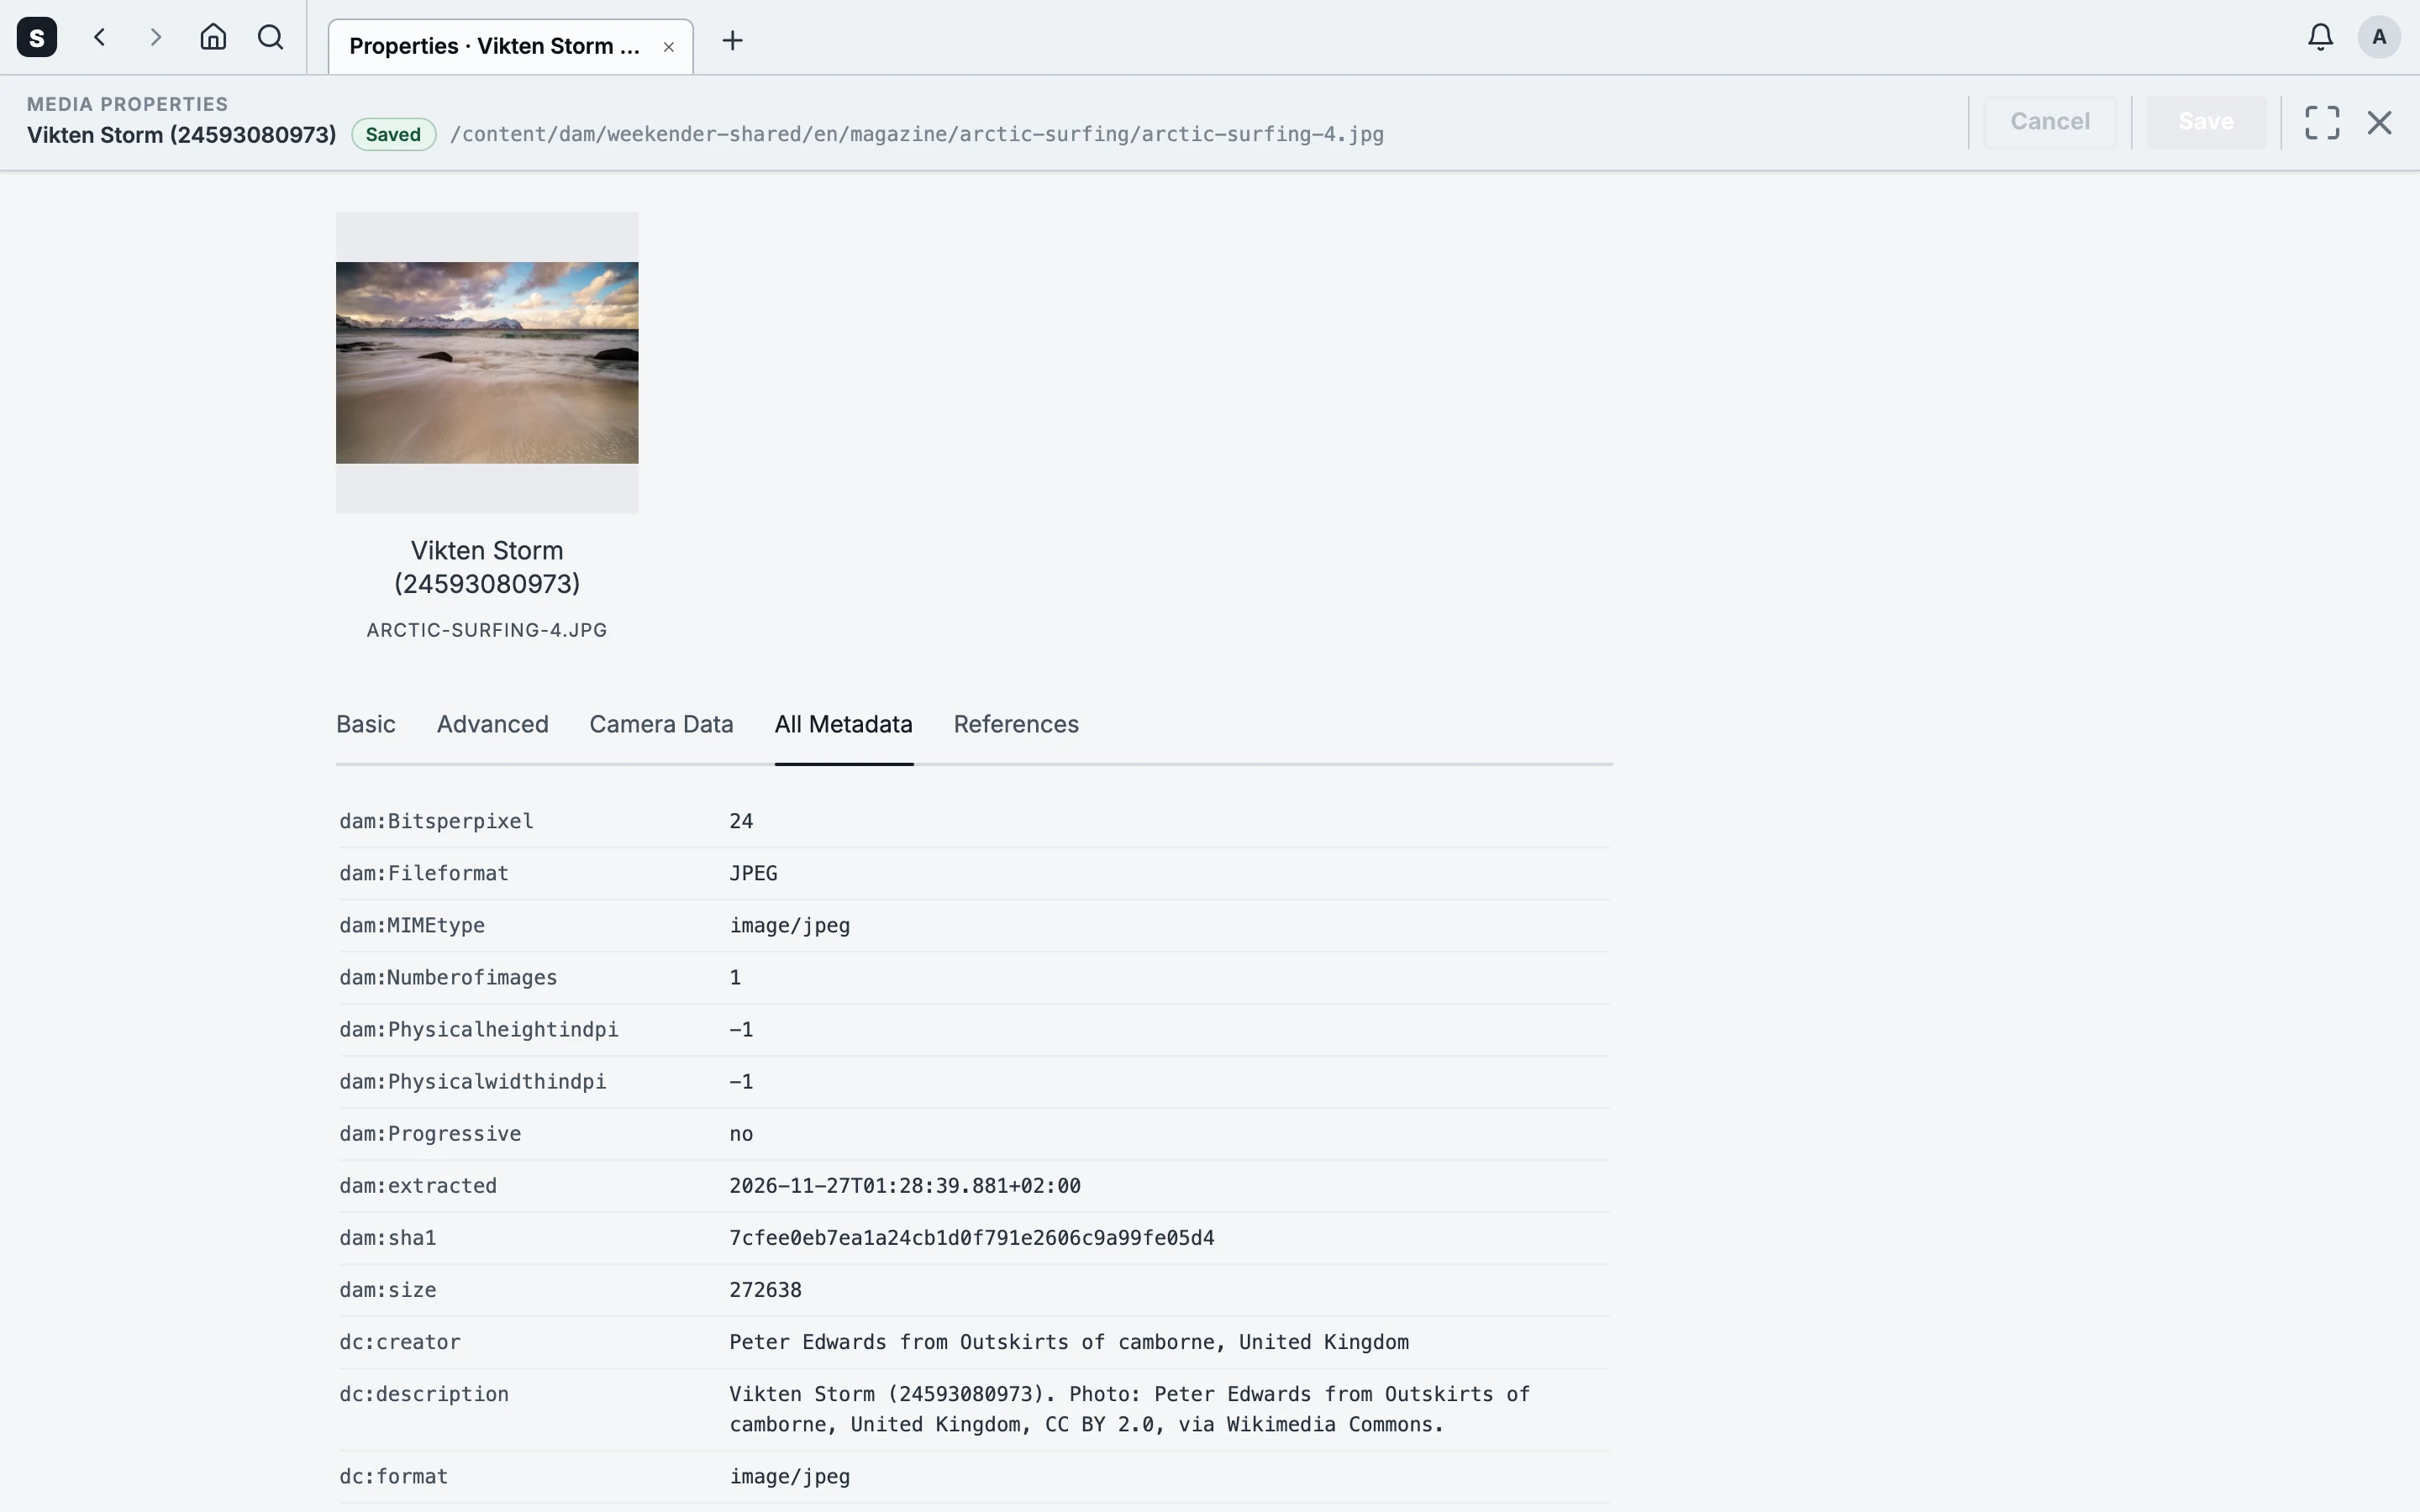 S
Properties · Vikten Storm ...
A
MEDIA PROPERTIES
Vikten Storm (24593080973) Saved /content/dam/weekender-shared/en/magazine/arctic-surfing/arctic-surfing-4.jpg
Cancel
Save
Vikten Storm
(24593080973)
ARCTIC-SURFING-4.JPG
Basic Advanced Camera Data All Metadata References
dam:Bitsperpixel 24
dam:Fileformat JPEG
dam:MIMEtype image/jpeg
dam:Numberofimages 1
dam:Physicalheightindpi -1
dam:Physicalwidthindpi -1
dam:Progressive no
dam:extracted 2026-11-27T01:28:39.881+02:00
dam:sha1 7cfee0eb7ea1a24cb1d0f791e2606c9a99fe05d4
dam:size 272638
dc:creator Peter Edwards from Outskirts of camborne, United Kingdom
dc:description Vikten Storm (24593080973). Photo: Peter Edwards from Outskirts of
camborne, United Kingdom, CC BY 2.0, via Wikimedia Commons.
dc:format image/jpeg